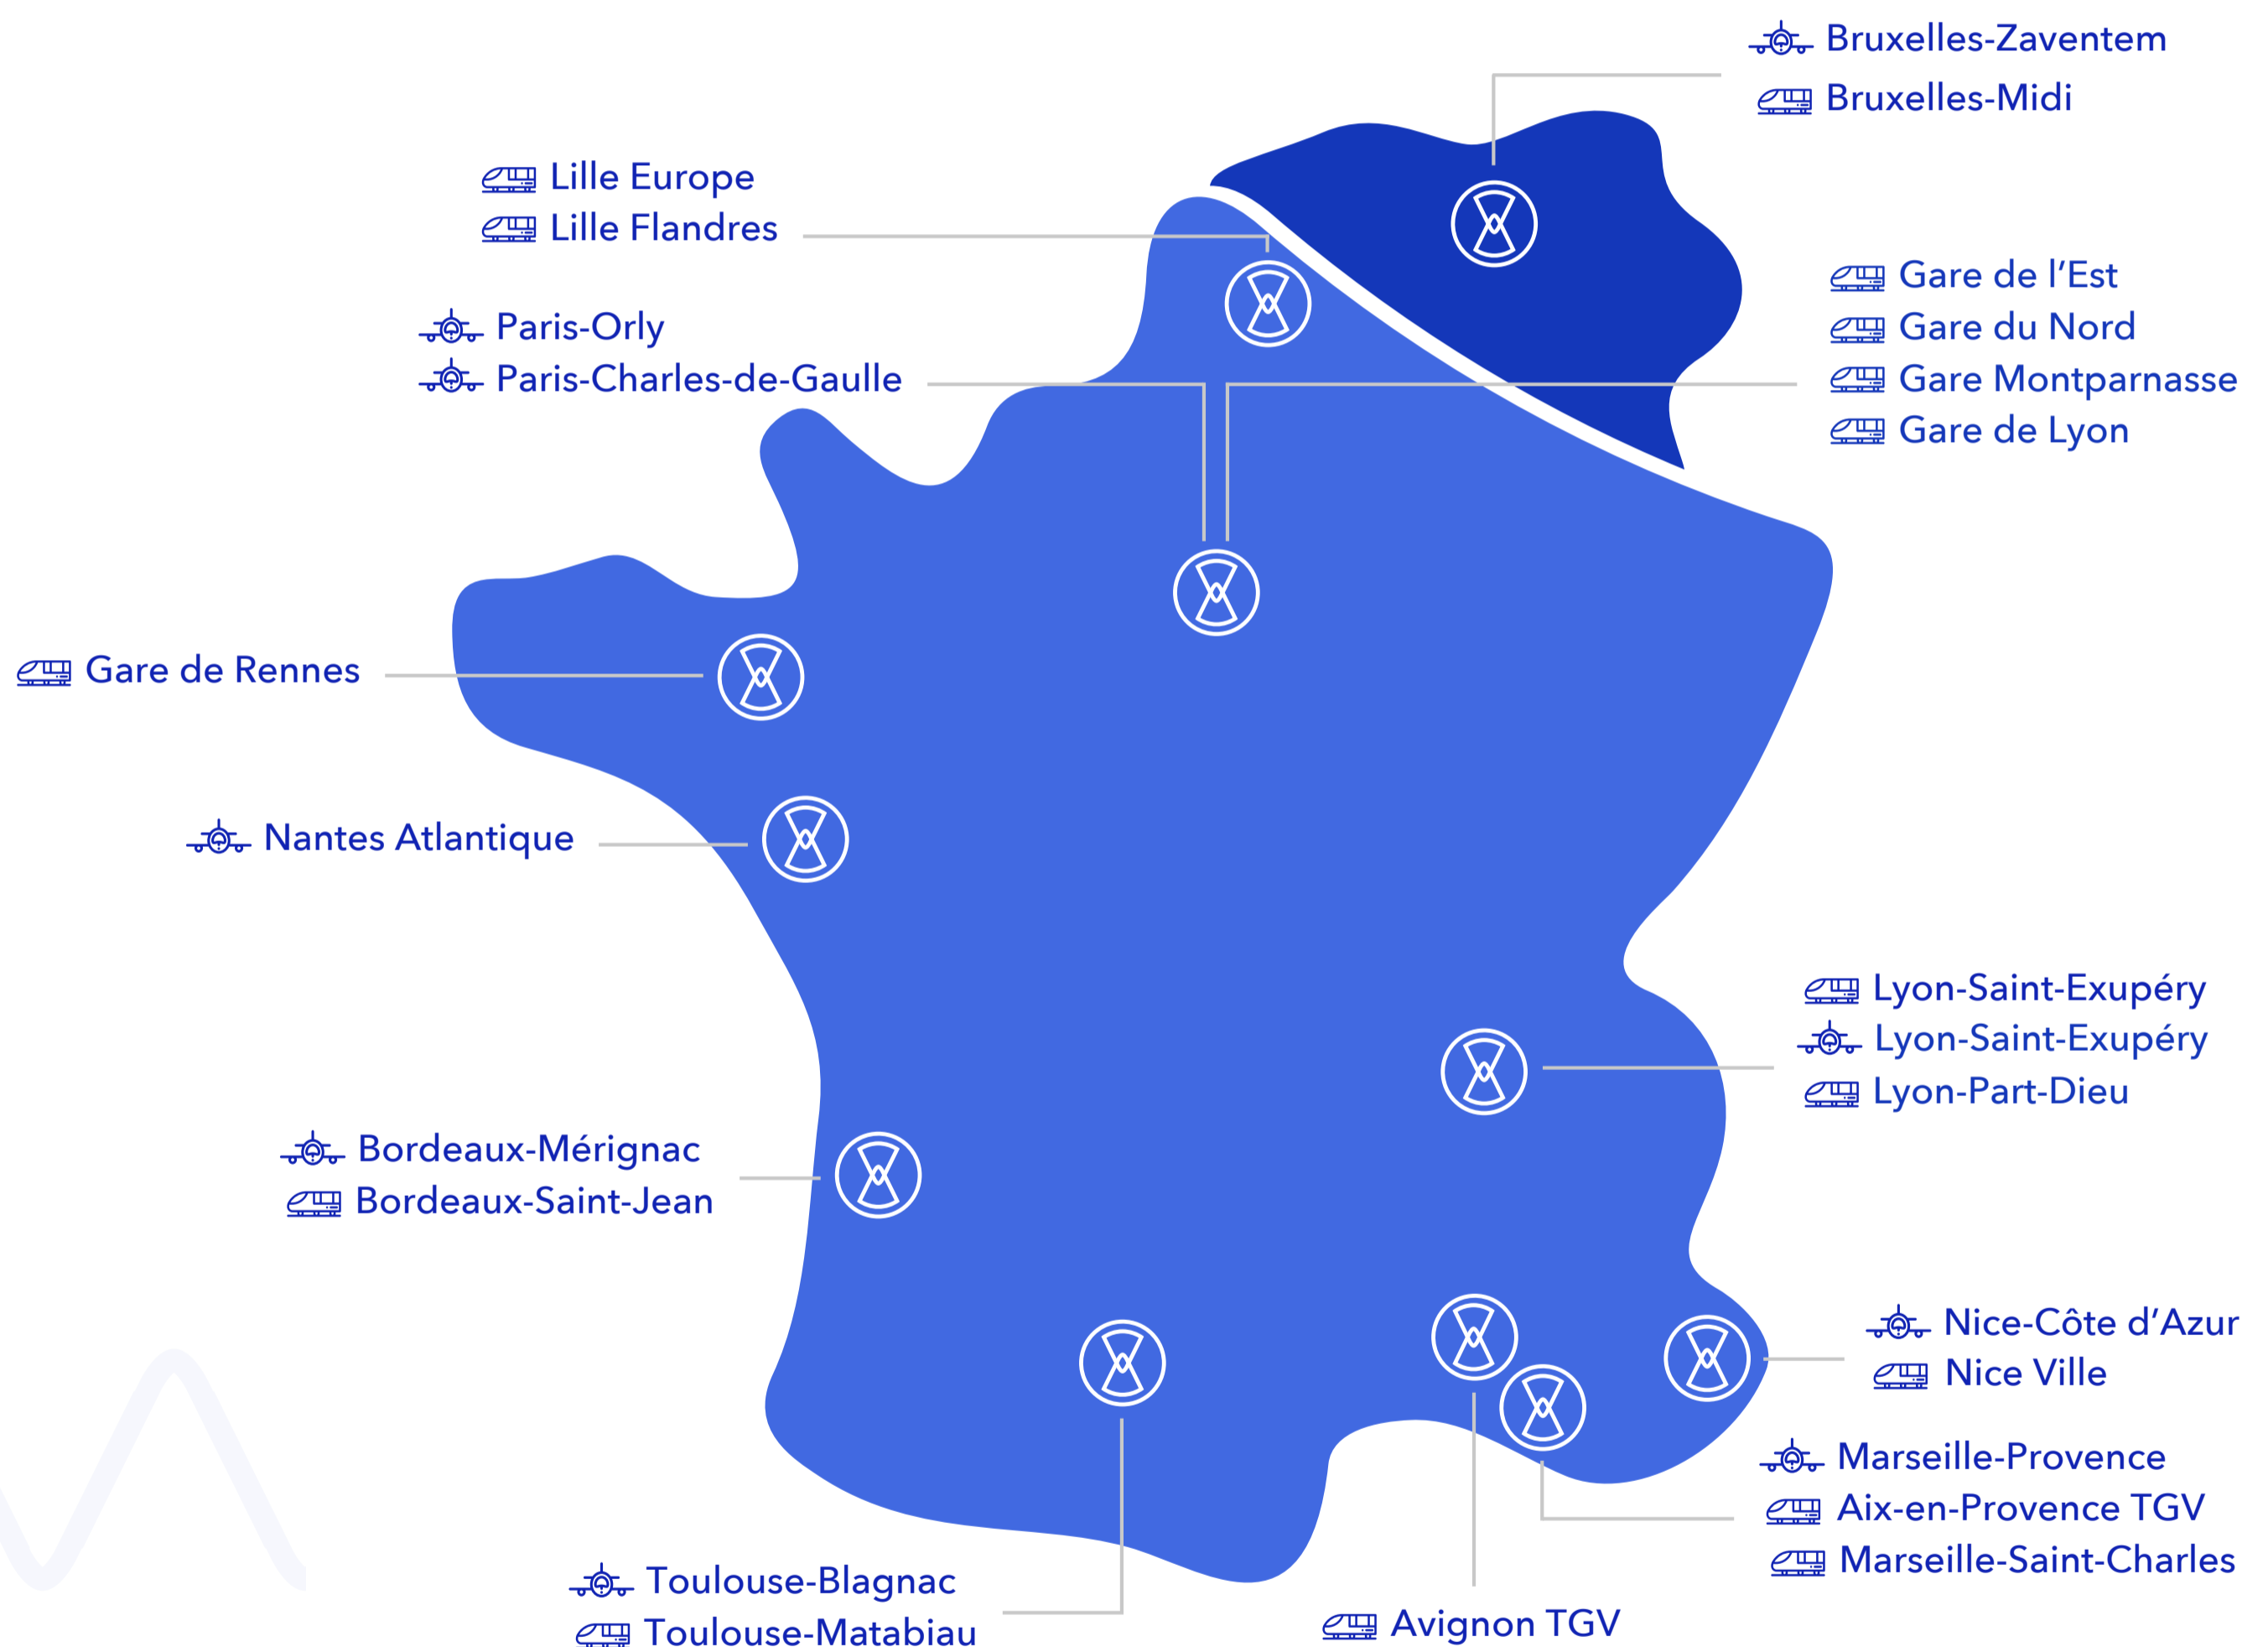 Bruxelles-Zaventem
Bruxelles-Midi
Lille Europe
Lille Flandres
Paris-Orly
Paris-Charles-de-Gaulle
Gare de l’Est
Gare du Nord
Gare Montparnasse
Gare de Lyon
Gare de Rennes
Nantes Atlantique
Lyon-Saint-Exupéry
Lyon-Saint-Exupéry
Lyon-Part-Dieu
Bordeaux-Mérignac
Bordeaux-Saint-Jean
Nice-Côte d’Azur
Nice Ville
Marseille-Provence
Aix-en-Provence TGV
Marseille-Saint-Charles
Toulouse-Blagnac
Toulouse-Matabiau
Avignon TGV